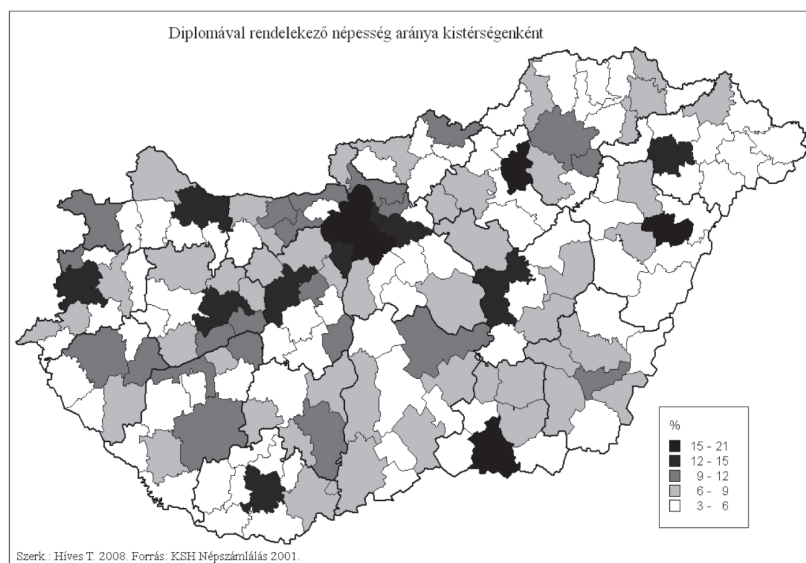 Diplomával rendelekező népesség aránya kistérségenként
%
15 - 21
12 - 15
9 - 12
6 - 9
3 - 6
Szerk.: Híves T. 2008. Forrás: KSH Népszámlálás 2001.